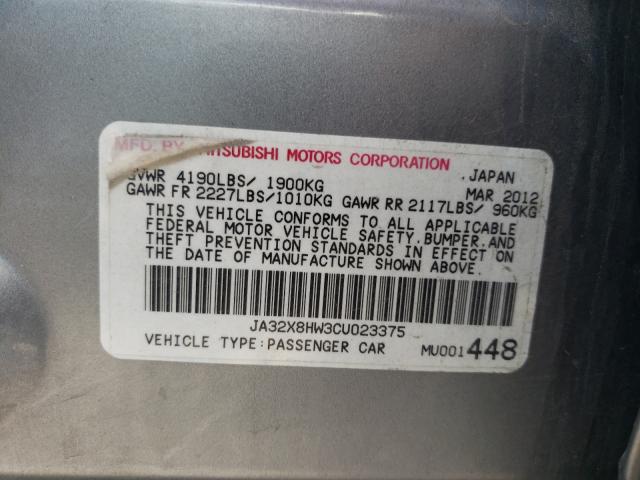 MFD. BY MITSUBISHI MOTORS CORPORATION
GVWR 4190LBS/ 1900KG .JAPAN
GAWR FR 2227LBS/1010KG GAWR RR 2117LBS/ 960KG MAR 2012
THIS VEHICLE CONFORMS TO ALL APPLICABLE
FEDERAL MOTOR VEHICLE SAFETY,BUMPER,AND
THEFT PREVENTION STANDARDS IN EFFECT ON
THE DATE OF MANUFACTURE SHOWN ABOVE.
JA32X8HW3CU023375
VEHICLE TYPE:PASSENGER CAR MU001448